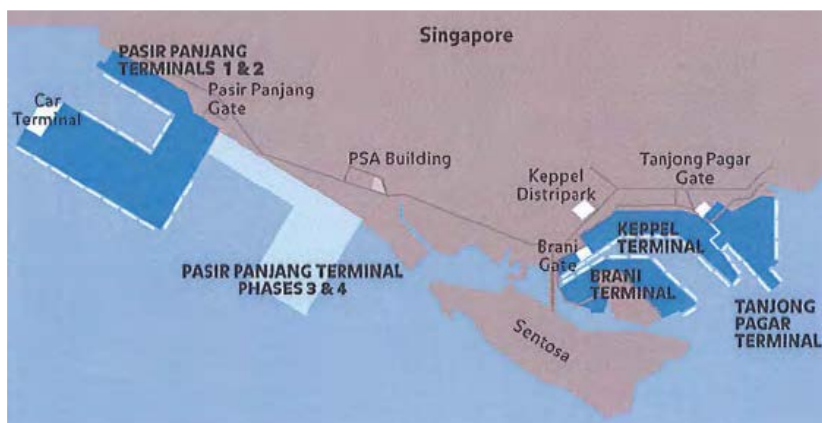 Singapore
PASIR PANJANG
TERMINALS 1 & 2
Pasir Panjang
Gate
Car
Terminal
PSA Building
Keppel
Distripark
Tanjong Pagar
Gate
KEPPEL
TERMINAL
Brani
Gate
BRANI
TERMINAL
PASIR PANJANG TERMINAL
PHASES 3 & 4
TANJONG
PAGAR
TERMINAL
Sentosa